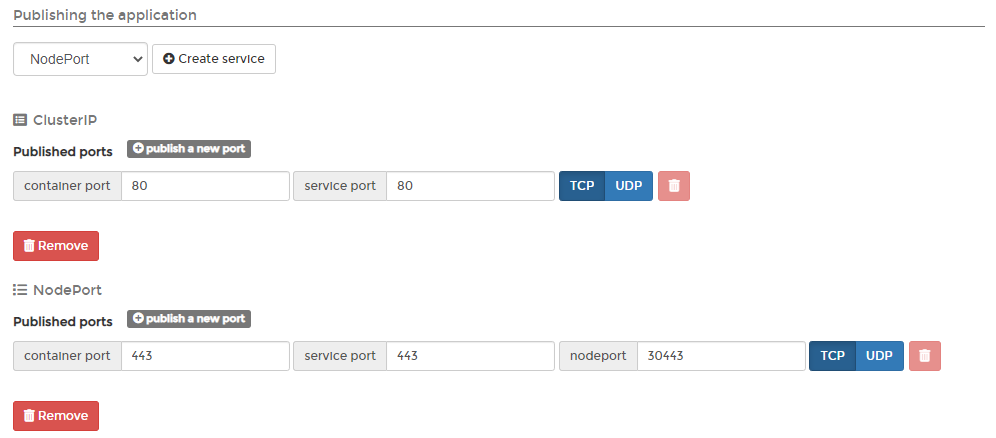 Publishing the application
NodePort Create service
ClusterIP
Published ports publish a new port
container port 80 service port 80 TCP UDP
Remove
NodePort
Published ports publish a new port
container port 443 service port 443 nodeport 30443 TCP UDP
Remove